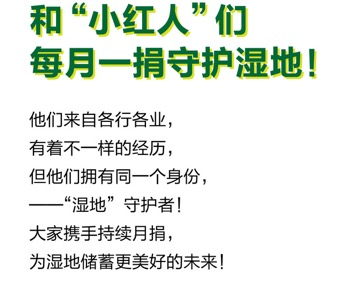 和“小红人”们
每月一捐守护湿地！
他们来自各行各业，
有着不一样的经历，
但他们拥有同一个身份，
——“湿地”守护者！
大家携手持续月捐，
为湿地储蓄更美好的未来！